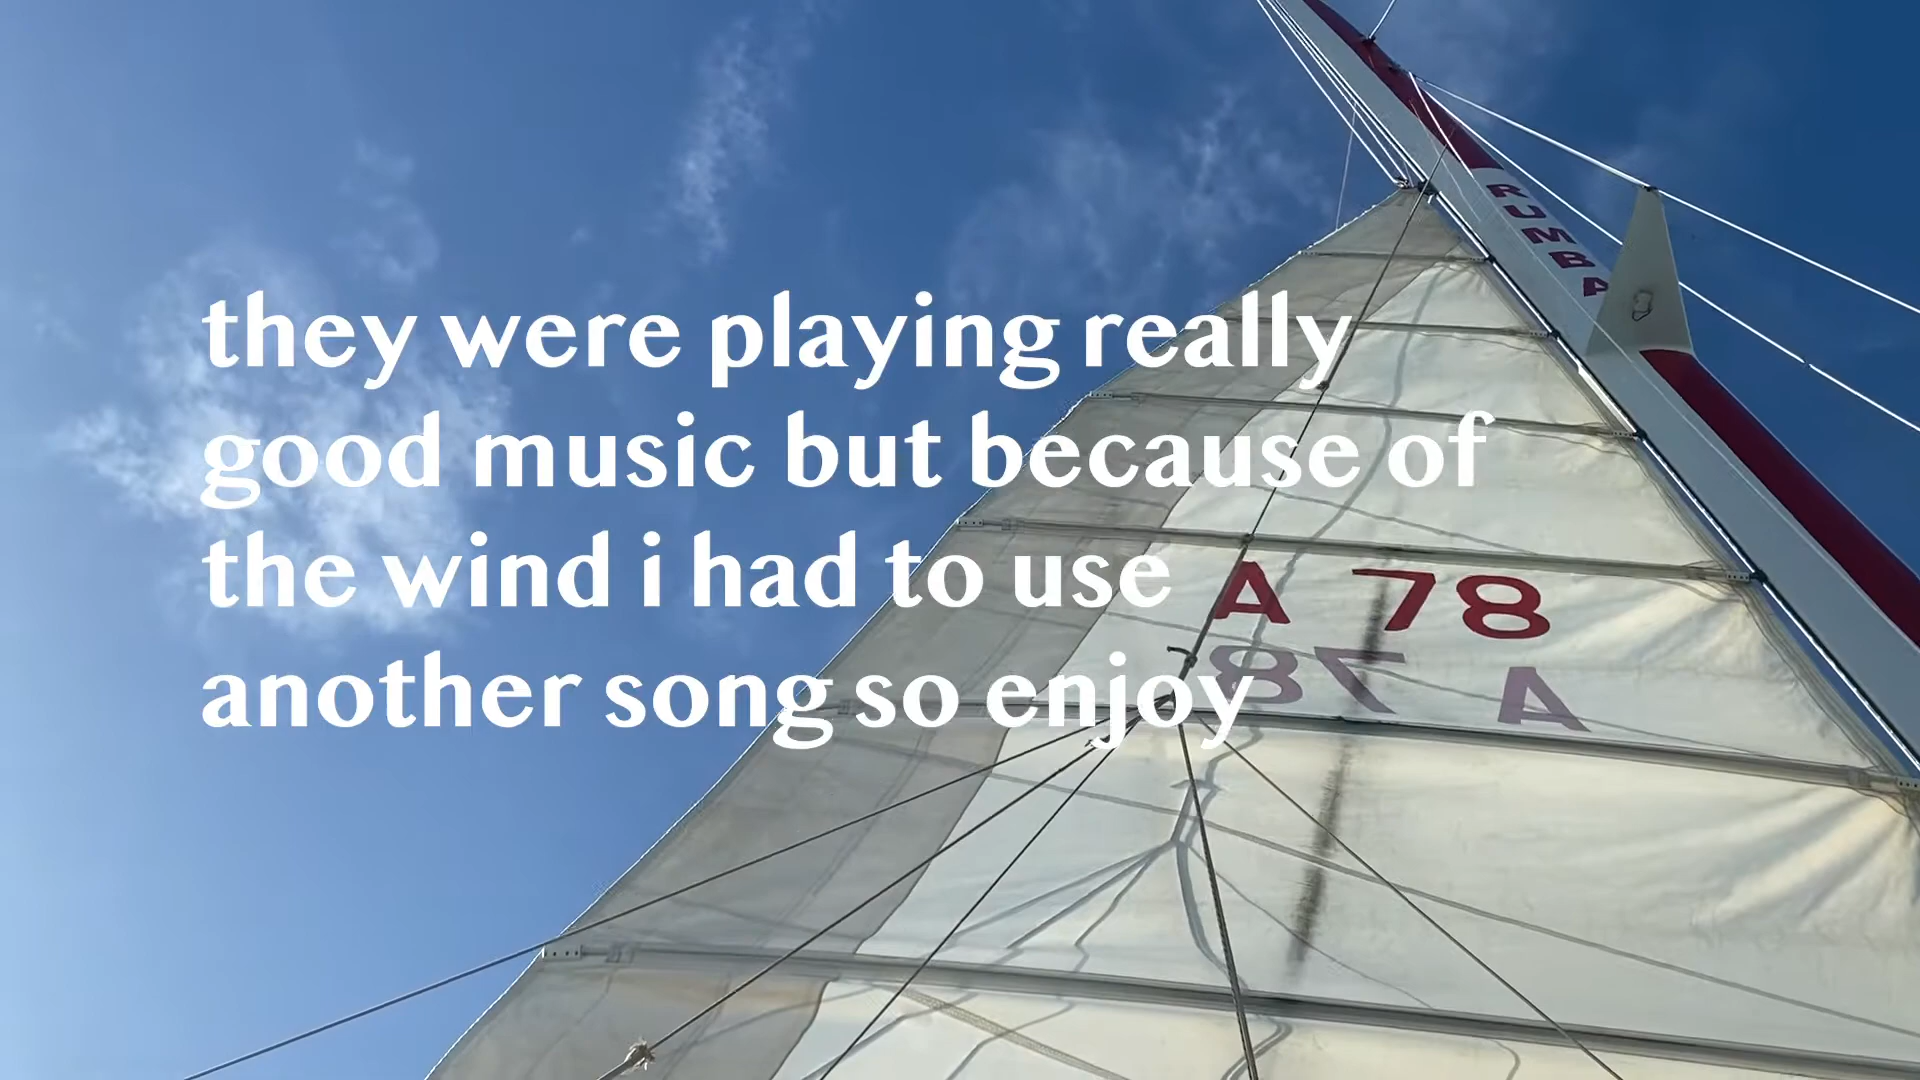 RUMBA
they were playing really
good music but because of
the wind i had to use
another song so enjoy
A 78
A 78